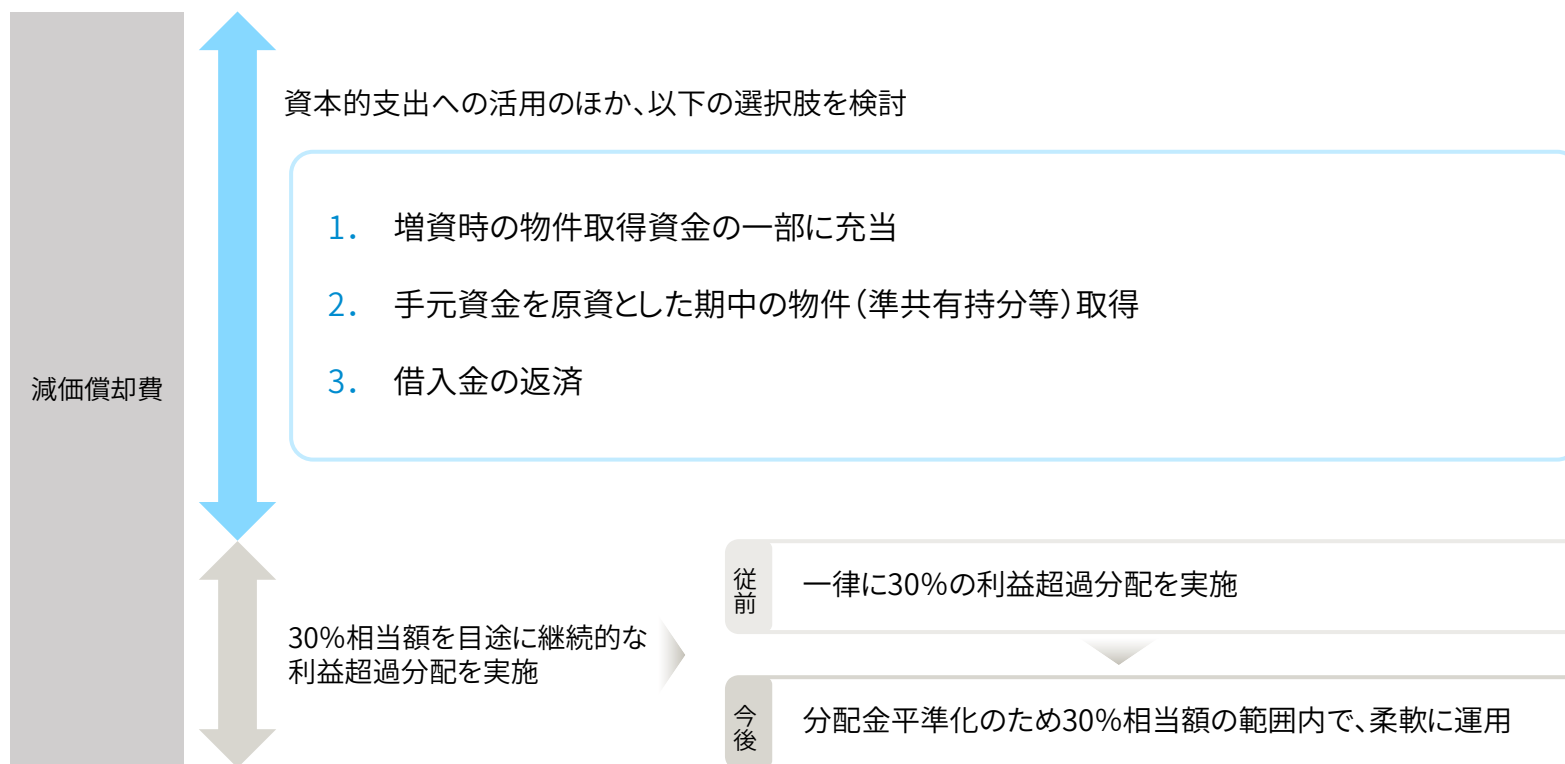 資本的支出への活用のほか、以下の選択肢を検討
1. 増資時の物件取得資金の一部に充当
2. 手元資金を原資とした期中の物件（準共有持分等）取得
3. 借入金の返済
減価償却費
30%相当額を目途に継続的な
利益超過分配を実施
従前
一律に30%の利益超過分配を実施
今後
分配金平準化のため30%相当額の範囲内で、柔軟に運用